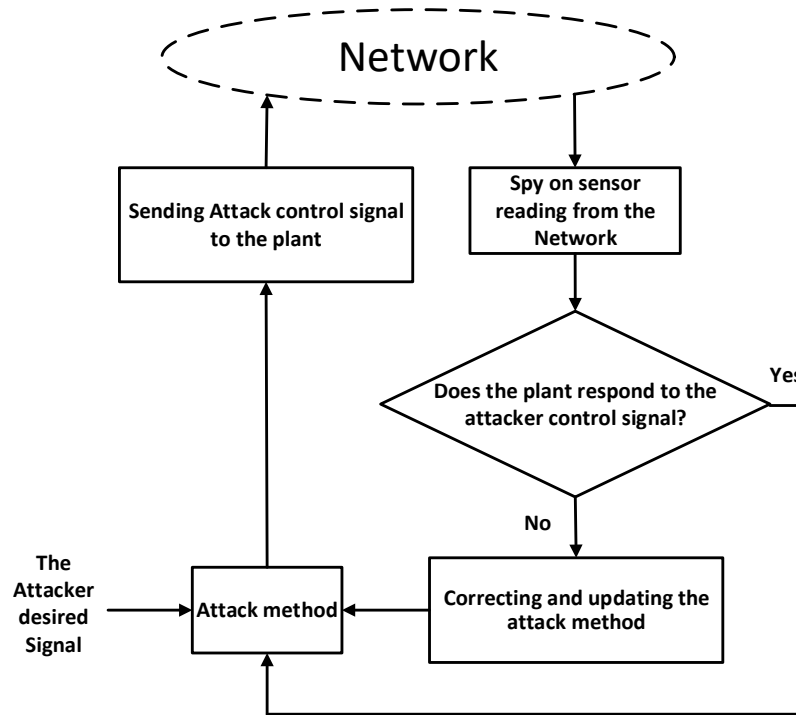 Network
Sending Attack control signal
to the plant
Spy on sensor
reading from the
Network
Does the plant respond to the
attacker control signal?
Yes
No
The
Attacker
desired
Signal
Attack method
Correcting and updating the
attack method